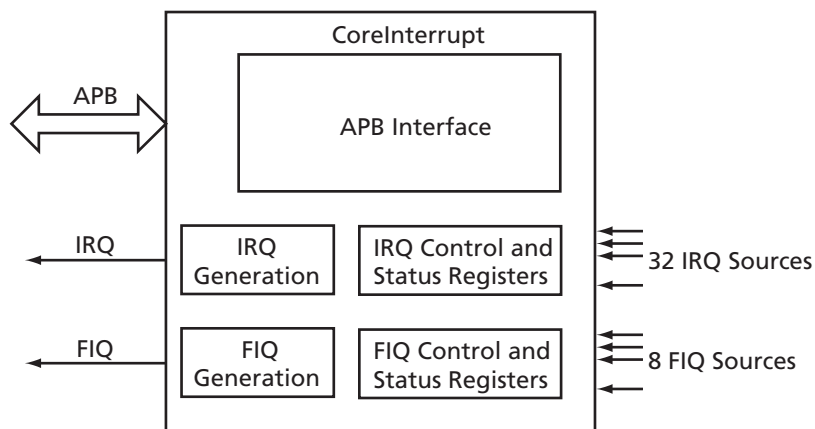 CoreInterrupt
APB
APB Interface
IRQ
IRQ
Generation
IRQ Control and
Status Registers
32 IRQ Sources
FIQ
FIQ
Generation
FIQ Control and
Status Registers
8 FIQ Sources